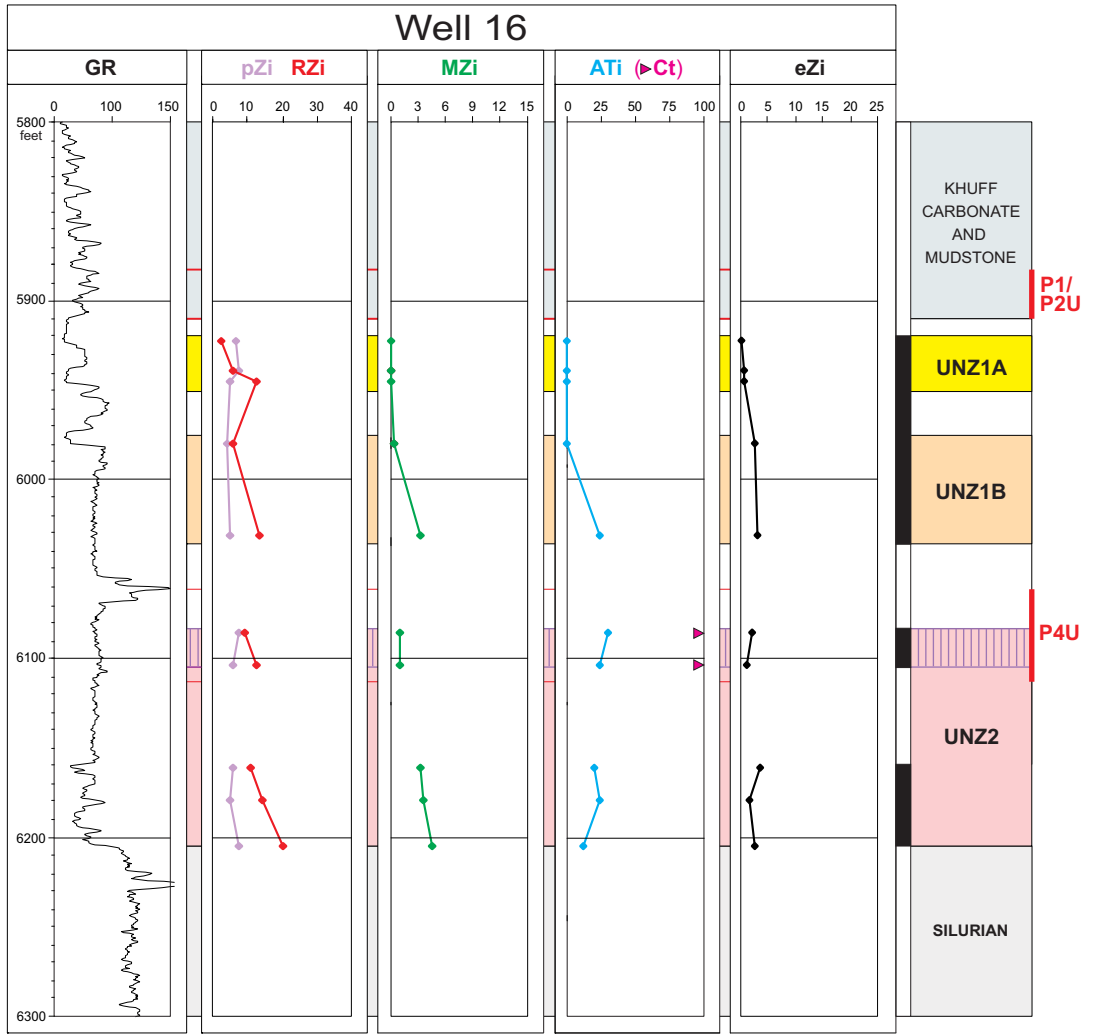 Well 16
GR
pZi RZi
MZi
ATi (▶Ct)
eZi
0 100 150
0 10 20 30 40
0 3 6 9 12 15
0 25 50 75 100
0 5 10 15 20 25
5800
feet
5900
6000
6100
6200
6300
KHUFF
CARBONATE
AND
MUDSTONE
P1/
P2U
UNZ1A
UNZ1B
P4U
UNZ2
SILURIAN